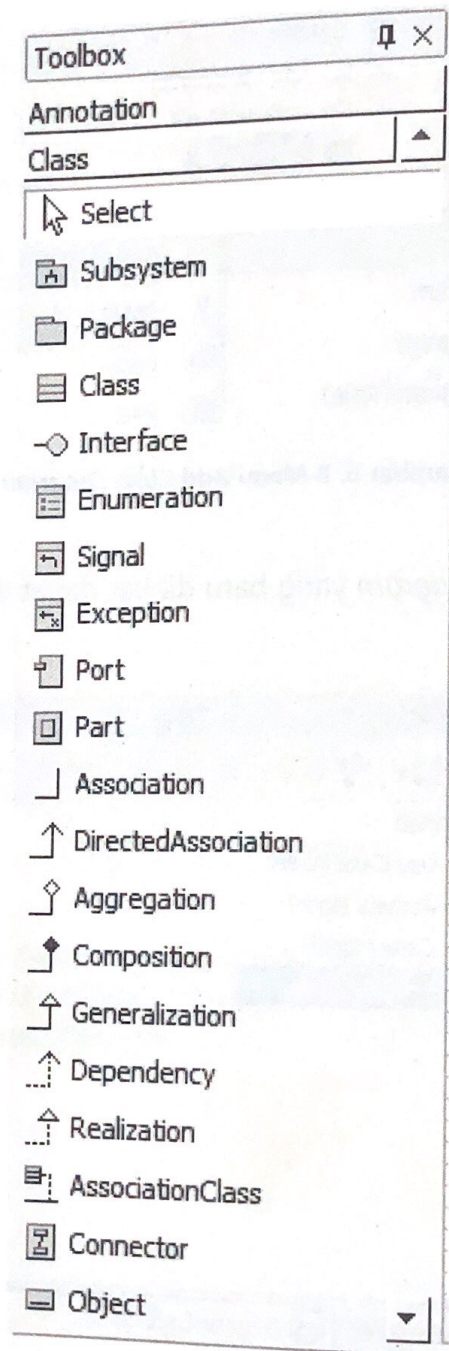 Toolbox
Annotation
Class
Select
Subsystem
Package
Class
Interface
Enumeration
Signal
Exception
Port
Part
Association
DirectedAssociation
Aggregation
Composition
Generalization
Dependency
Realization
AssociationClass
Connector
Object